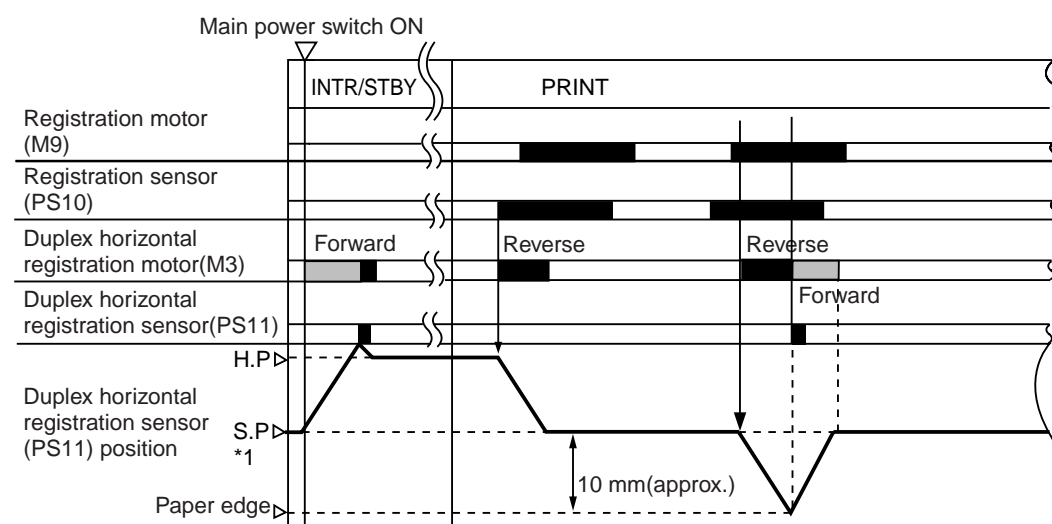 Main power switch ON
INTR/STBY
PRINT
Registration motor
(M9)
Registration sensor
(PS10)
Duplex horizontal
registration motor(M3)
Forward
Reverse
Reverse
Forward
Duplex horizontal
registration sensor(PS11)
H.P
Duplex horizontal
registration sensor
(PS11) position
S.P
*1
10 mm(approx.)
Paper edge